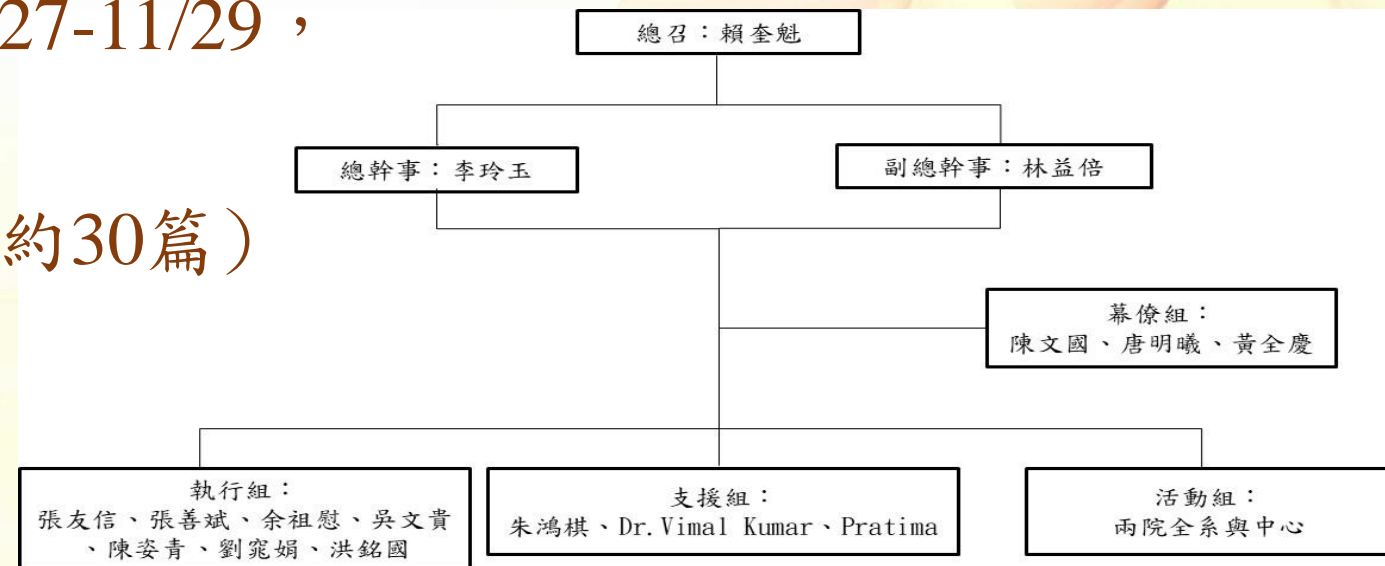 27-11/29，
約30篇）
總召：賴奎魁
總幹事：李玲玉
副總幹事：林益倍
幕僚組：
陳文國、唐明曦、黃全慶
執行組：
張友信、張善斌、余祖慰、吳文貴
、陳姿青、劉窕娟、洪銘國
支援組：
朱鴻棋、Dr.Vimal Kumar、Pratima
活動組：
兩院全系與中心